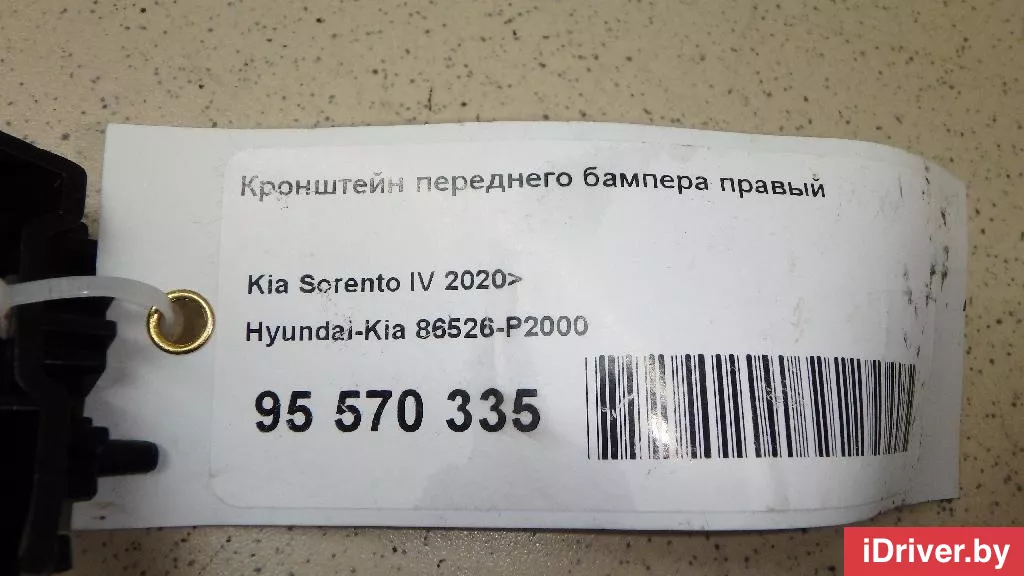 Кронштейн переднего бампера правый
Kia Sorento IV 2020>
Hyundai-Kia 86526-P2000
95 570 335
iDriver.by